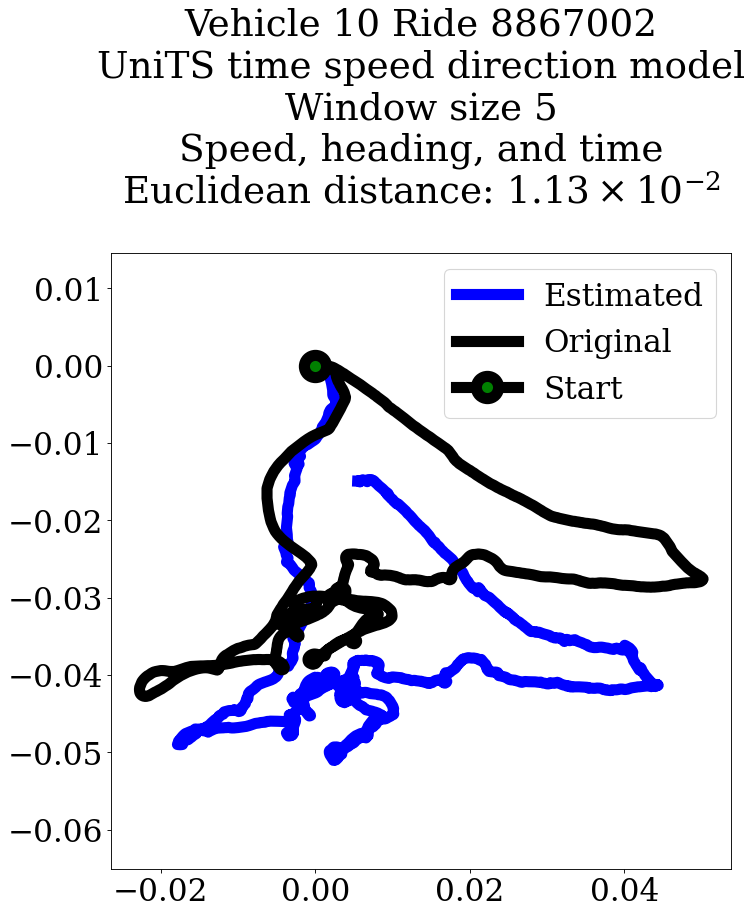 Vehicle 10 Ride 8867002
UniTS time speed direction model
Window size 5
Speed, heading, and time
Euclidean distance: 1.13 × 10⁻²
Estimated
Original
Start
0.01
0.00
−0.01
−0.02
−0.03
−0.04
−0.05
−0.06
−0.02 0.00 0.02 0.04